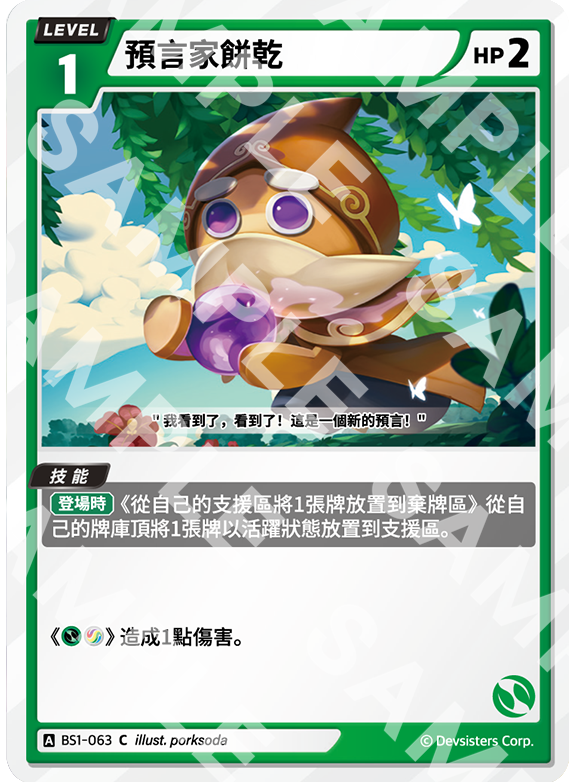 LEVEL
1
預言家餅乾
HP 2
SAMPLE
"我看到了，看到了！這是一個新的預言！"
技能
登場時《從自己的支援區將1張牌放置到棄牌區》從自
己的牌庫頂將1張牌以活躍狀態放置到支援區。
《》造成1點傷害。
A BS1-063 C illust. porksoda
© Devsisters Corp.